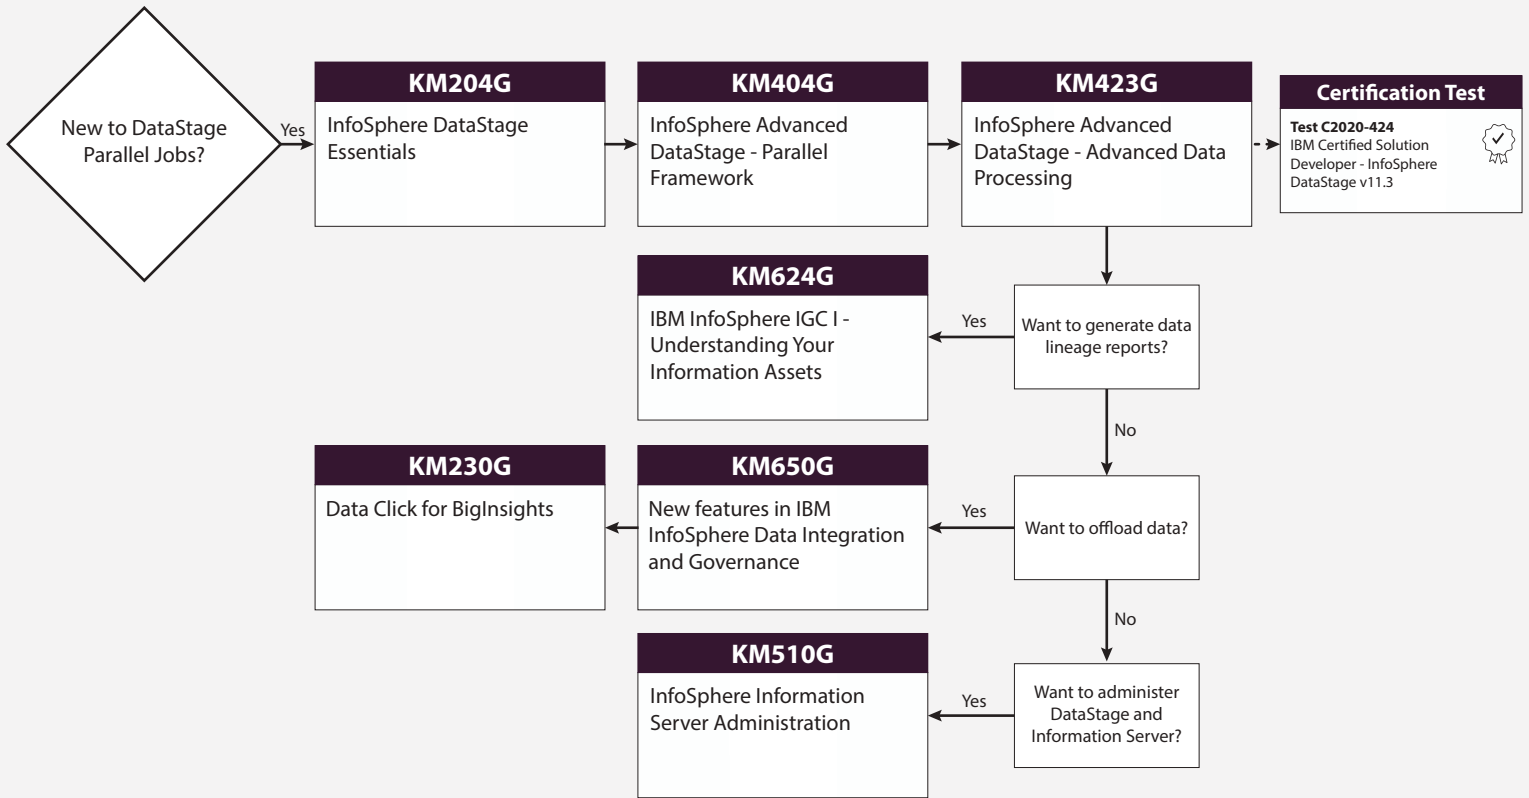 New to DataStage
Parallel Jobs?
Yes
KM204G
InfoSphere DataStage
Essentials
KM404G
InfoSphere Advanced
DataStage - Parallel
Framework
KM423G
InfoSphere Advanced
DataStage - Advanced Data
Processing
Certification Test
Test C2020-424
IBM Certified Solution
Developer - InfoSphere
DataStage v11.3
KM624G
IBM InfoSphere IGC I -
Understanding Your
Information Assets
Yes
Want to generate data
lineage reports?
No
KM230G
Data Click for BigInsights
KM650G
New features in IBM
InfoSphere Data Integration
and Governance
Yes
Want to offload data?
No
KM510G
InfoSphere Information
Server Administration
Yes
Want to administer
DataStage and
Information Server?